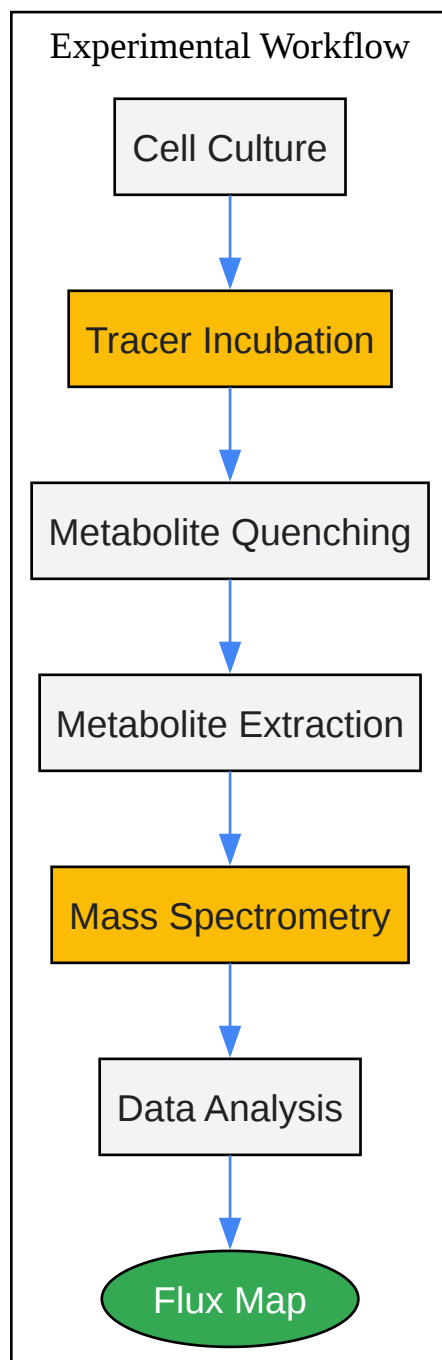 Experimental Workflow
Cell Culture
Tracer Incubation
Metabolite Quenching
Metabolite Extraction
Mass Spectrometry
Data Analysis
Flux Map